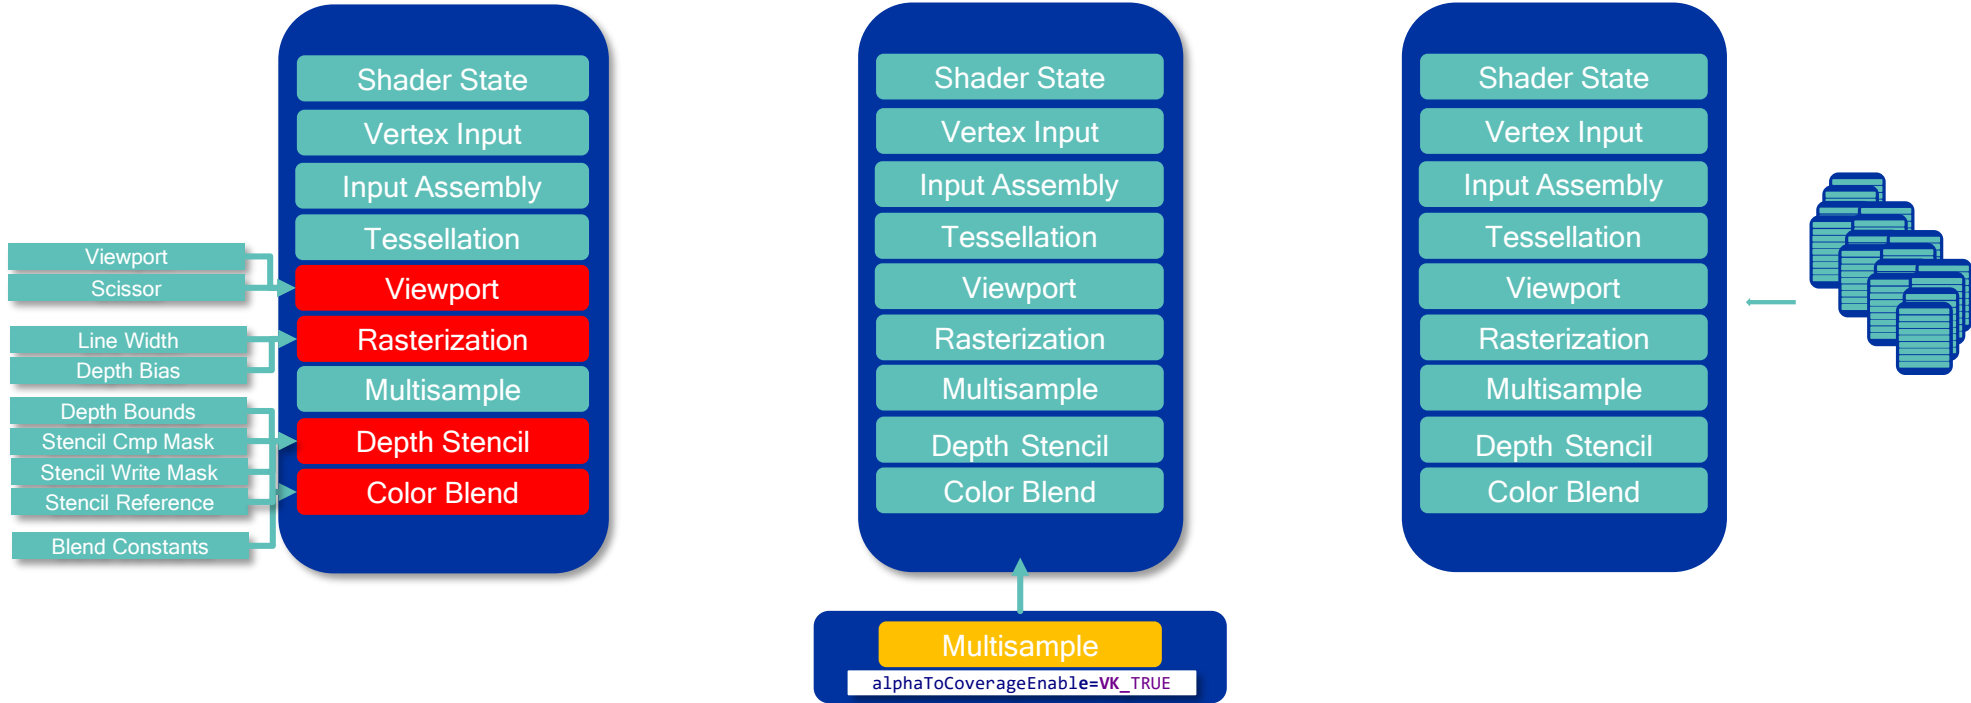 Viewport
Scissor
Line Width
Depth Bias
Depth Bounds
Stencil Cmp Mask
Stencil Write Mask
Stencil Reference
Blend Constants
Shader State
Vertex Input
Input Assembly
Tessellation
Viewport
Rasterization
Multisample
Depth Stencil
Color Blend
Shader State
Vertex Input
Input Assembly
Tessellation
Viewport
Rasterization
Multisample
Depth Stencil
Color Blend
Multisample
alphaToCoverageEnable=VK_TRUE
Shader State
Vertex Input
Input Assembly
Tessellation
Viewport
Rasterization
Multisample
Depth Stencil
Color Blend